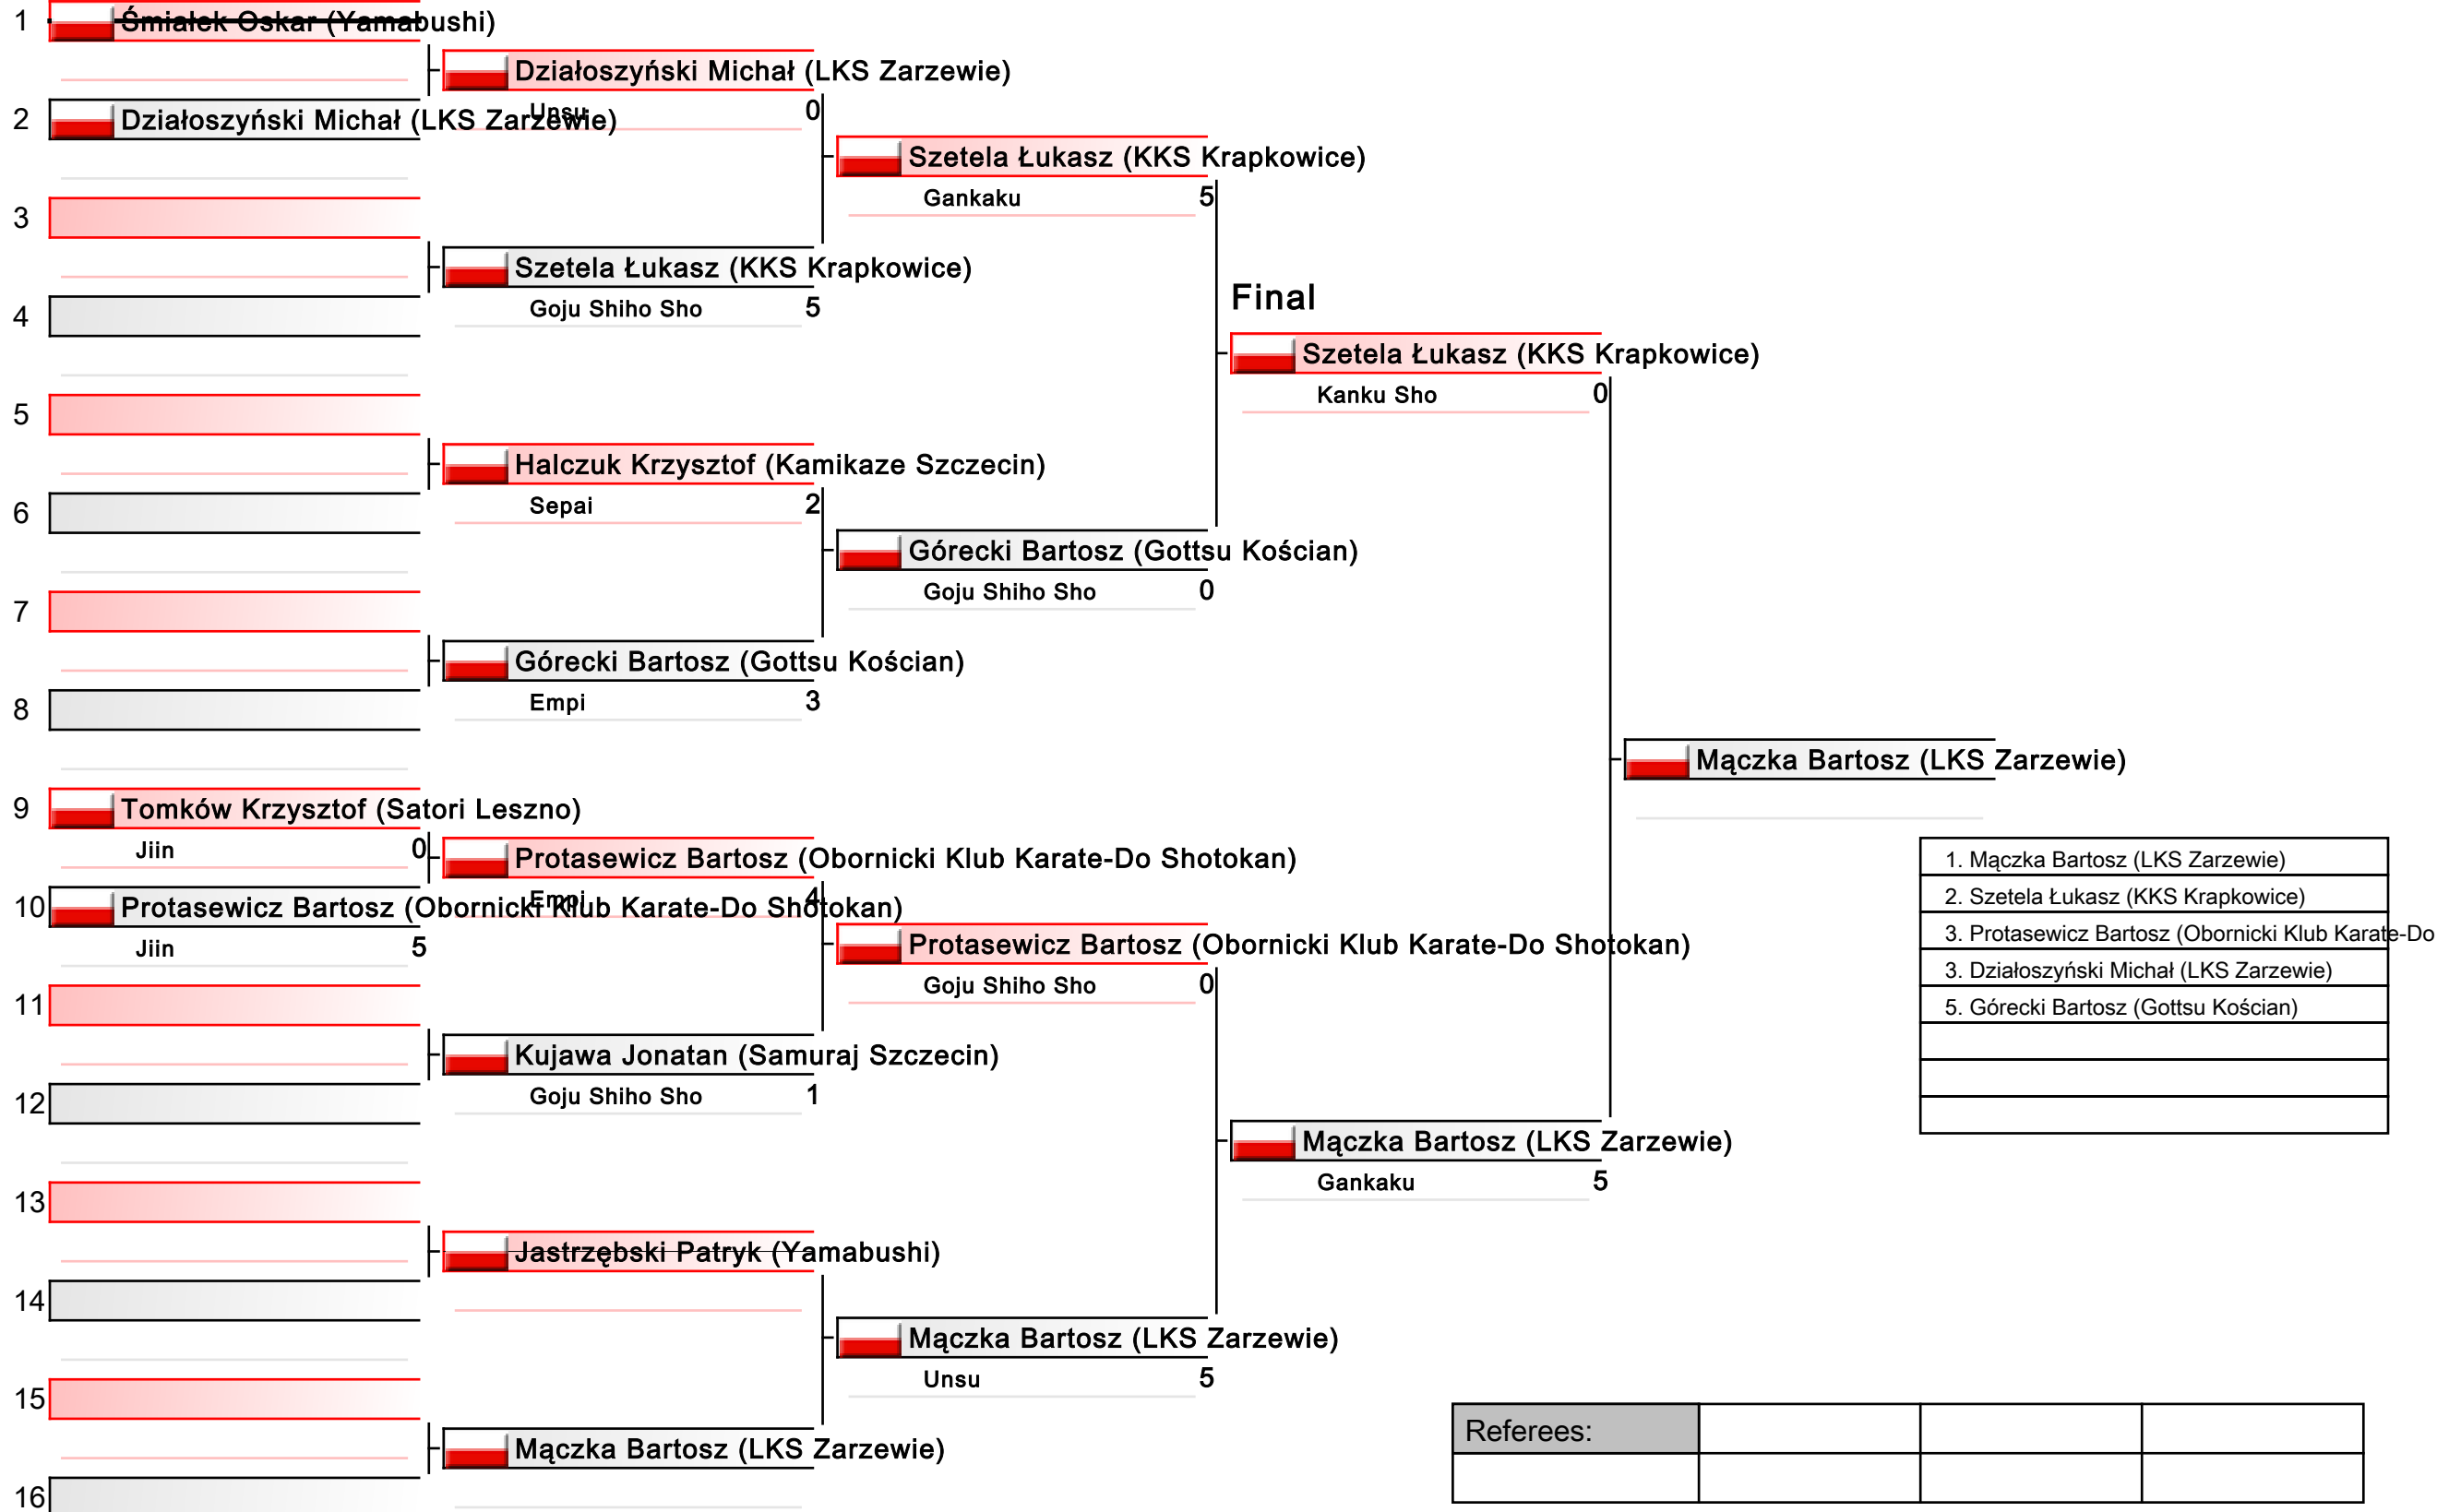 1 Śmiałek Oskar (Yamabushi)
2 Działoszyński Michał (LKS Zarzewie)
3
4
5
6
7
8
9 Tomków Krzysztof (Satori Leszno)
Jiin 0
10 Protasewicz Bartosz (Obornicki Klub Karate-Do Shotokan)
Jiin 5
11
12
13
14
15
16
Działoszyński Michał (LKS Zarzewie)
Unsu 0
Szetela Łukasz (KKS Krapkowice)
Goju Shiho Sho 5
Halczuk Krzysztof (Kamikaze Szczecin)
Sepai 2
Górecki Bartosz (Gottsu Kościan)
Empi 3
Protasewicz Bartosz (Obornicki Klub Karate-Do Shotokan)
Empi 4
Kujawa Jonatan (Samuraj Szczecin)
Goju Shiho Sho 1
Jastrzębski Patryk (Yamabushi)
Mączka Bartosz (LKS Zarzewie)
Szetela Łukasz (KKS Krapkowice)
Gankaku 5
Górecki Bartosz (Gottsu Kościan)
Goju Shiho Sho 0
Protasewicz Bartosz (Obornicki Klub Karate-Do Shotokan)
Goju Shiho Sho 0
Mączka Bartosz (LKS Zarzewie)
Unsu 5
Final
Szetela Łukasz (KKS Krapkowice)
Kanku Sho 0
Mączka Bartosz (LKS Zarzewie)
Gankaku 5
Mączka Bartosz (LKS Zarzewie)
1. Mączka Bartosz (LKS Zarzewie)
2. Szetela Łukasz (KKS Krapkowice)
3. Protasewicz Bartosz (Obornicki Klub Karate-Do
3. Działoszyński Michał (LKS Zarzewie)
5. Górecki Bartosz (Gottsu Kościan)
Referees: